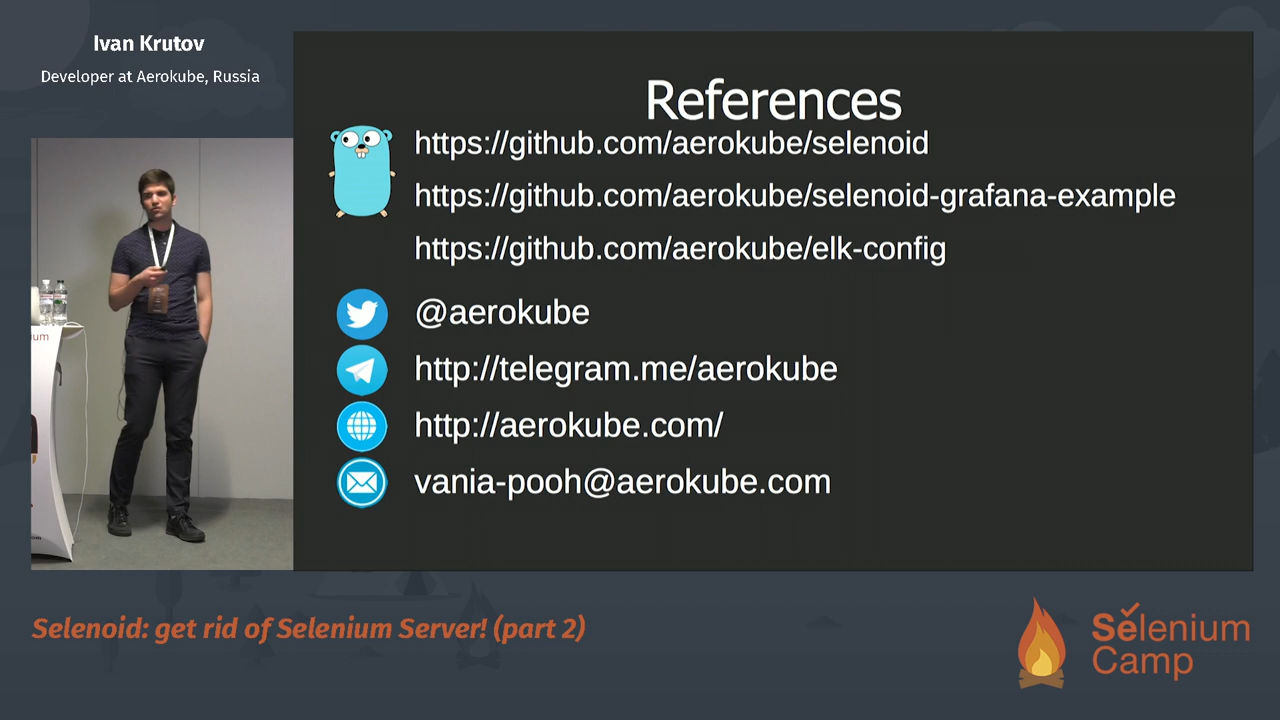 Ivan Krutov
Developer at Aerokube, Russia
References
https://github.com/aerokube/selenoid
https://github.com/aerokube/selenoid-grafana-example
https://github.com/aerokube/elk-config
@aerokube
http://telegram.me/aerokube
http://aerokube.com/
vania-pooh@aerokube.com
ium
Selenoid: get rid of Selenium Server! (part 2)
Selenium
Camp